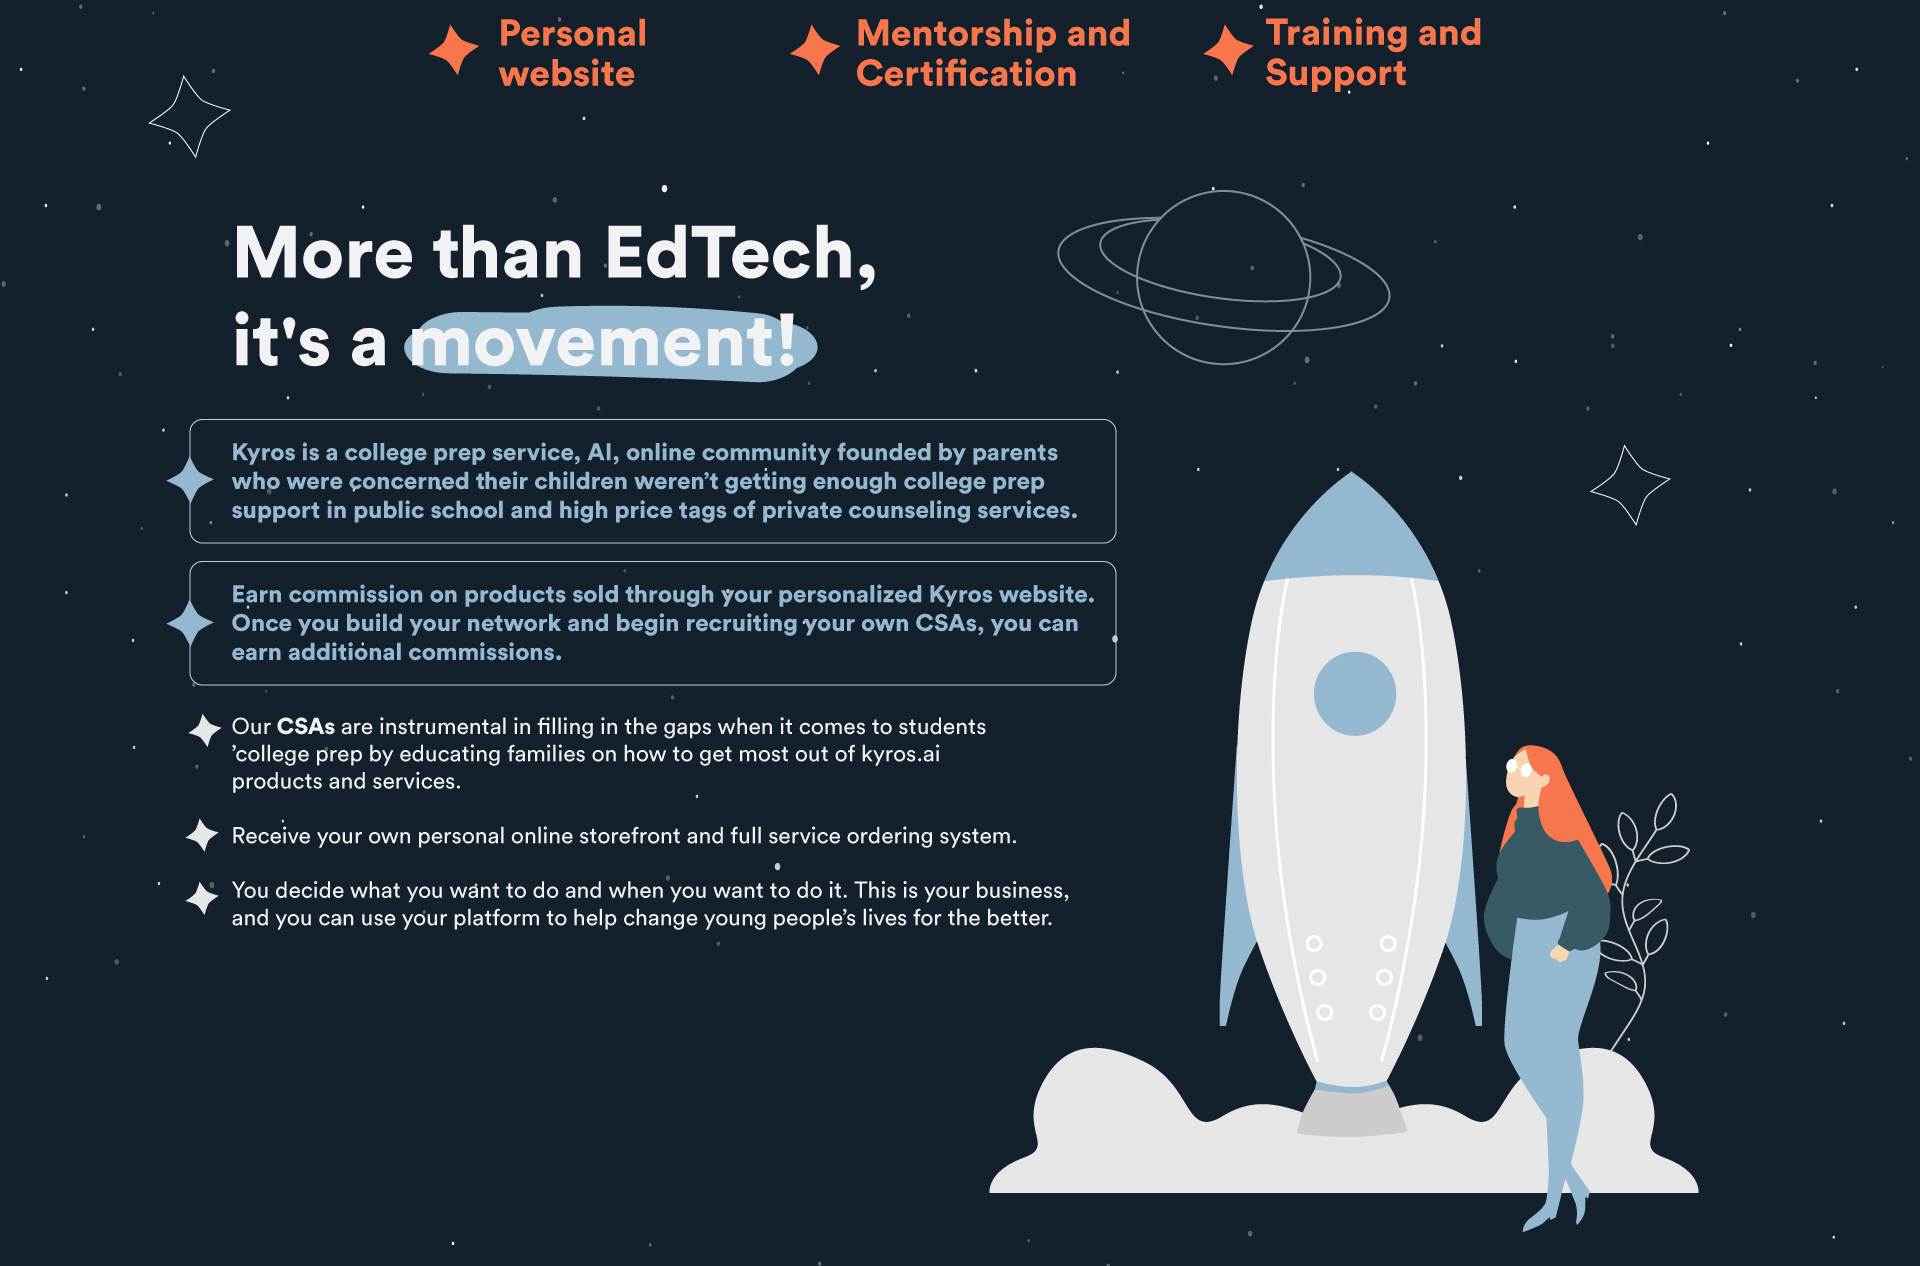 Personal
website
Mentorship and
Certification
Training and
Support
More than EdTech,
it's a movement!
Kyros is a college prep service, AI, online community founded by parents
who were concerned their children weren’t getting enough college prep
support in public school and high price tags of private counseling services.
Earn commission on products sold through your personalized Kyros website.
Once you build your network and begin recruiting your own CSAs, you can
earn additional commissions.
Our CSAs are instrumental in filling in the gaps when it comes to students
’college prep by educating families on how to get most out of kyros.ai
products and services.
Receive your own personal online storefront and full service ordering system.
You decide what you want to do and when you want to do it. This is your business,
and you can use your platform to help change young people’s lives for the better.